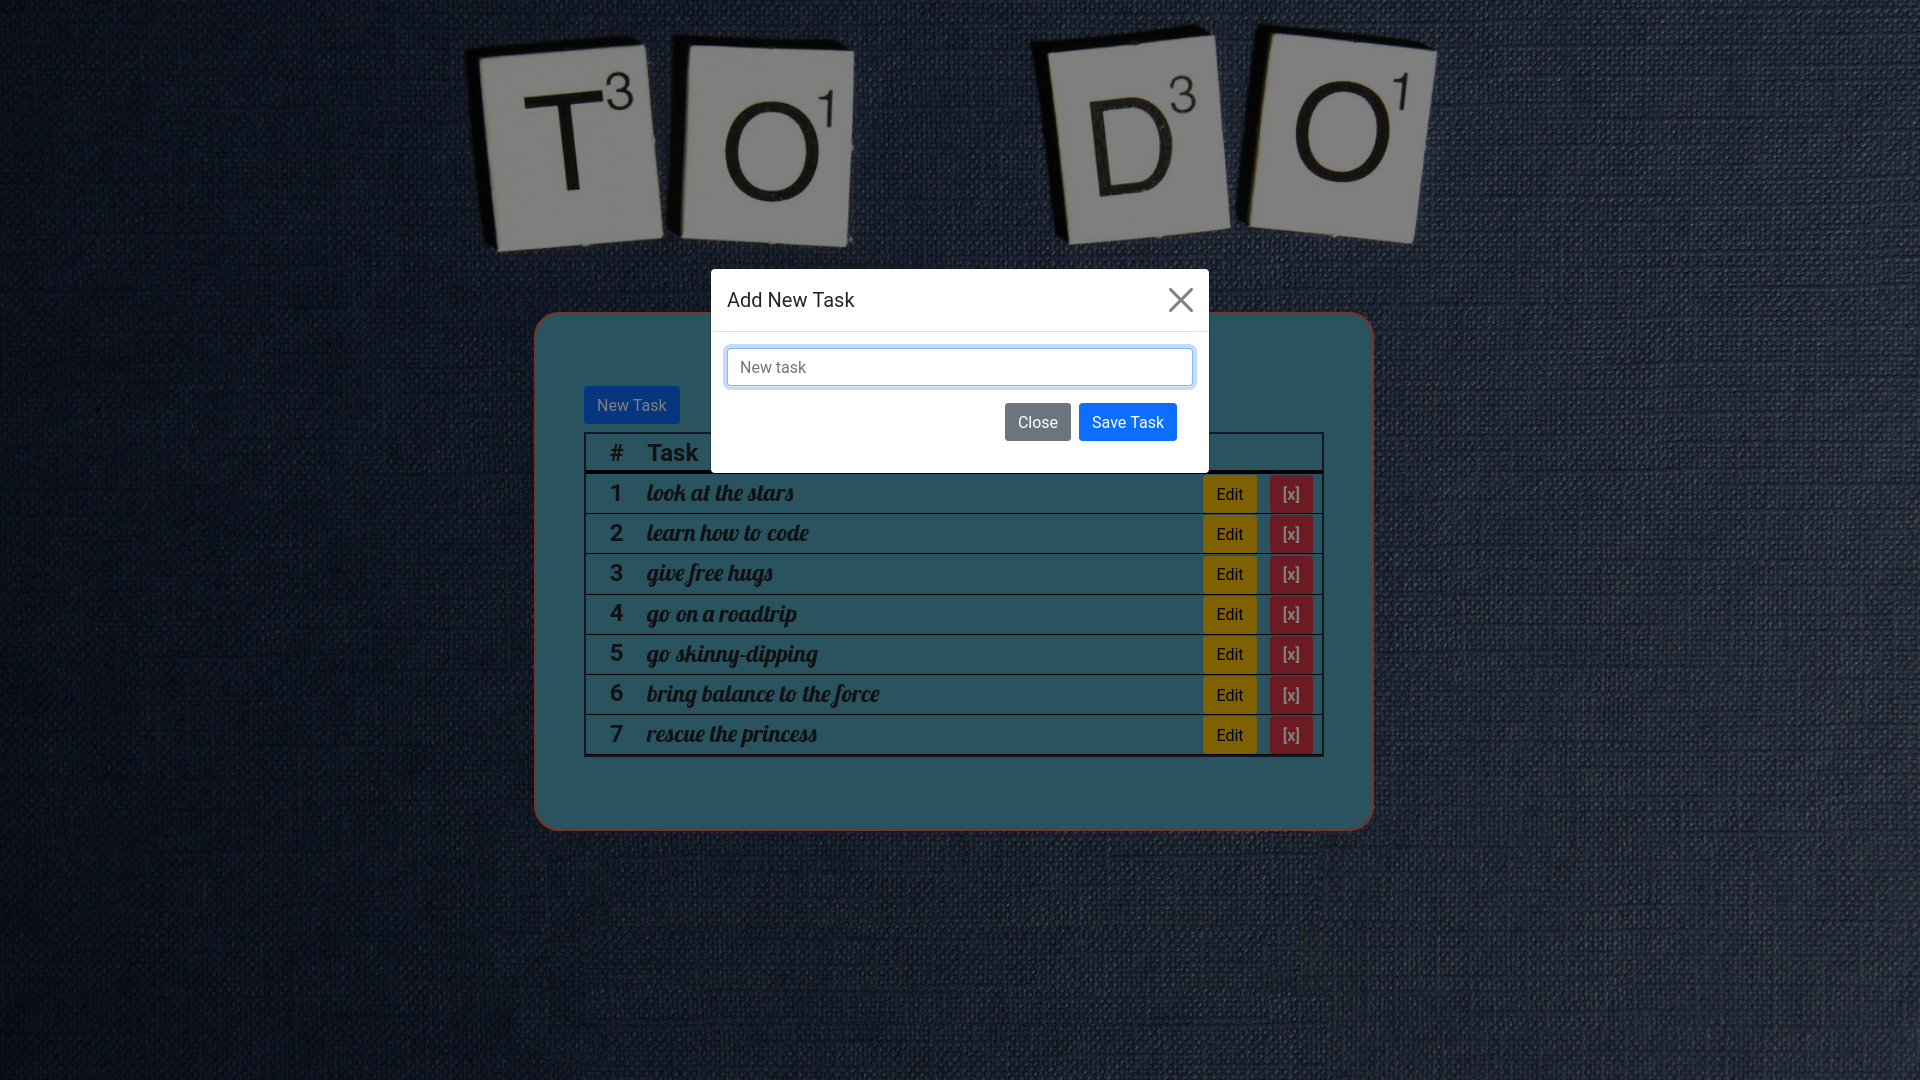 T3 O1 D3 O1
Add New Task
New task
New Task
Close Save Task
# Task
1 look at the stars Edit [x]
2 learn how to code Edit [x]
3 give free hugs Edit [x]
4 go on a roadtrip Edit [x]
5 go skinny-dipping Edit [x]
6 bring balance to the force Edit [x]
7 rescue the princess Edit [x]